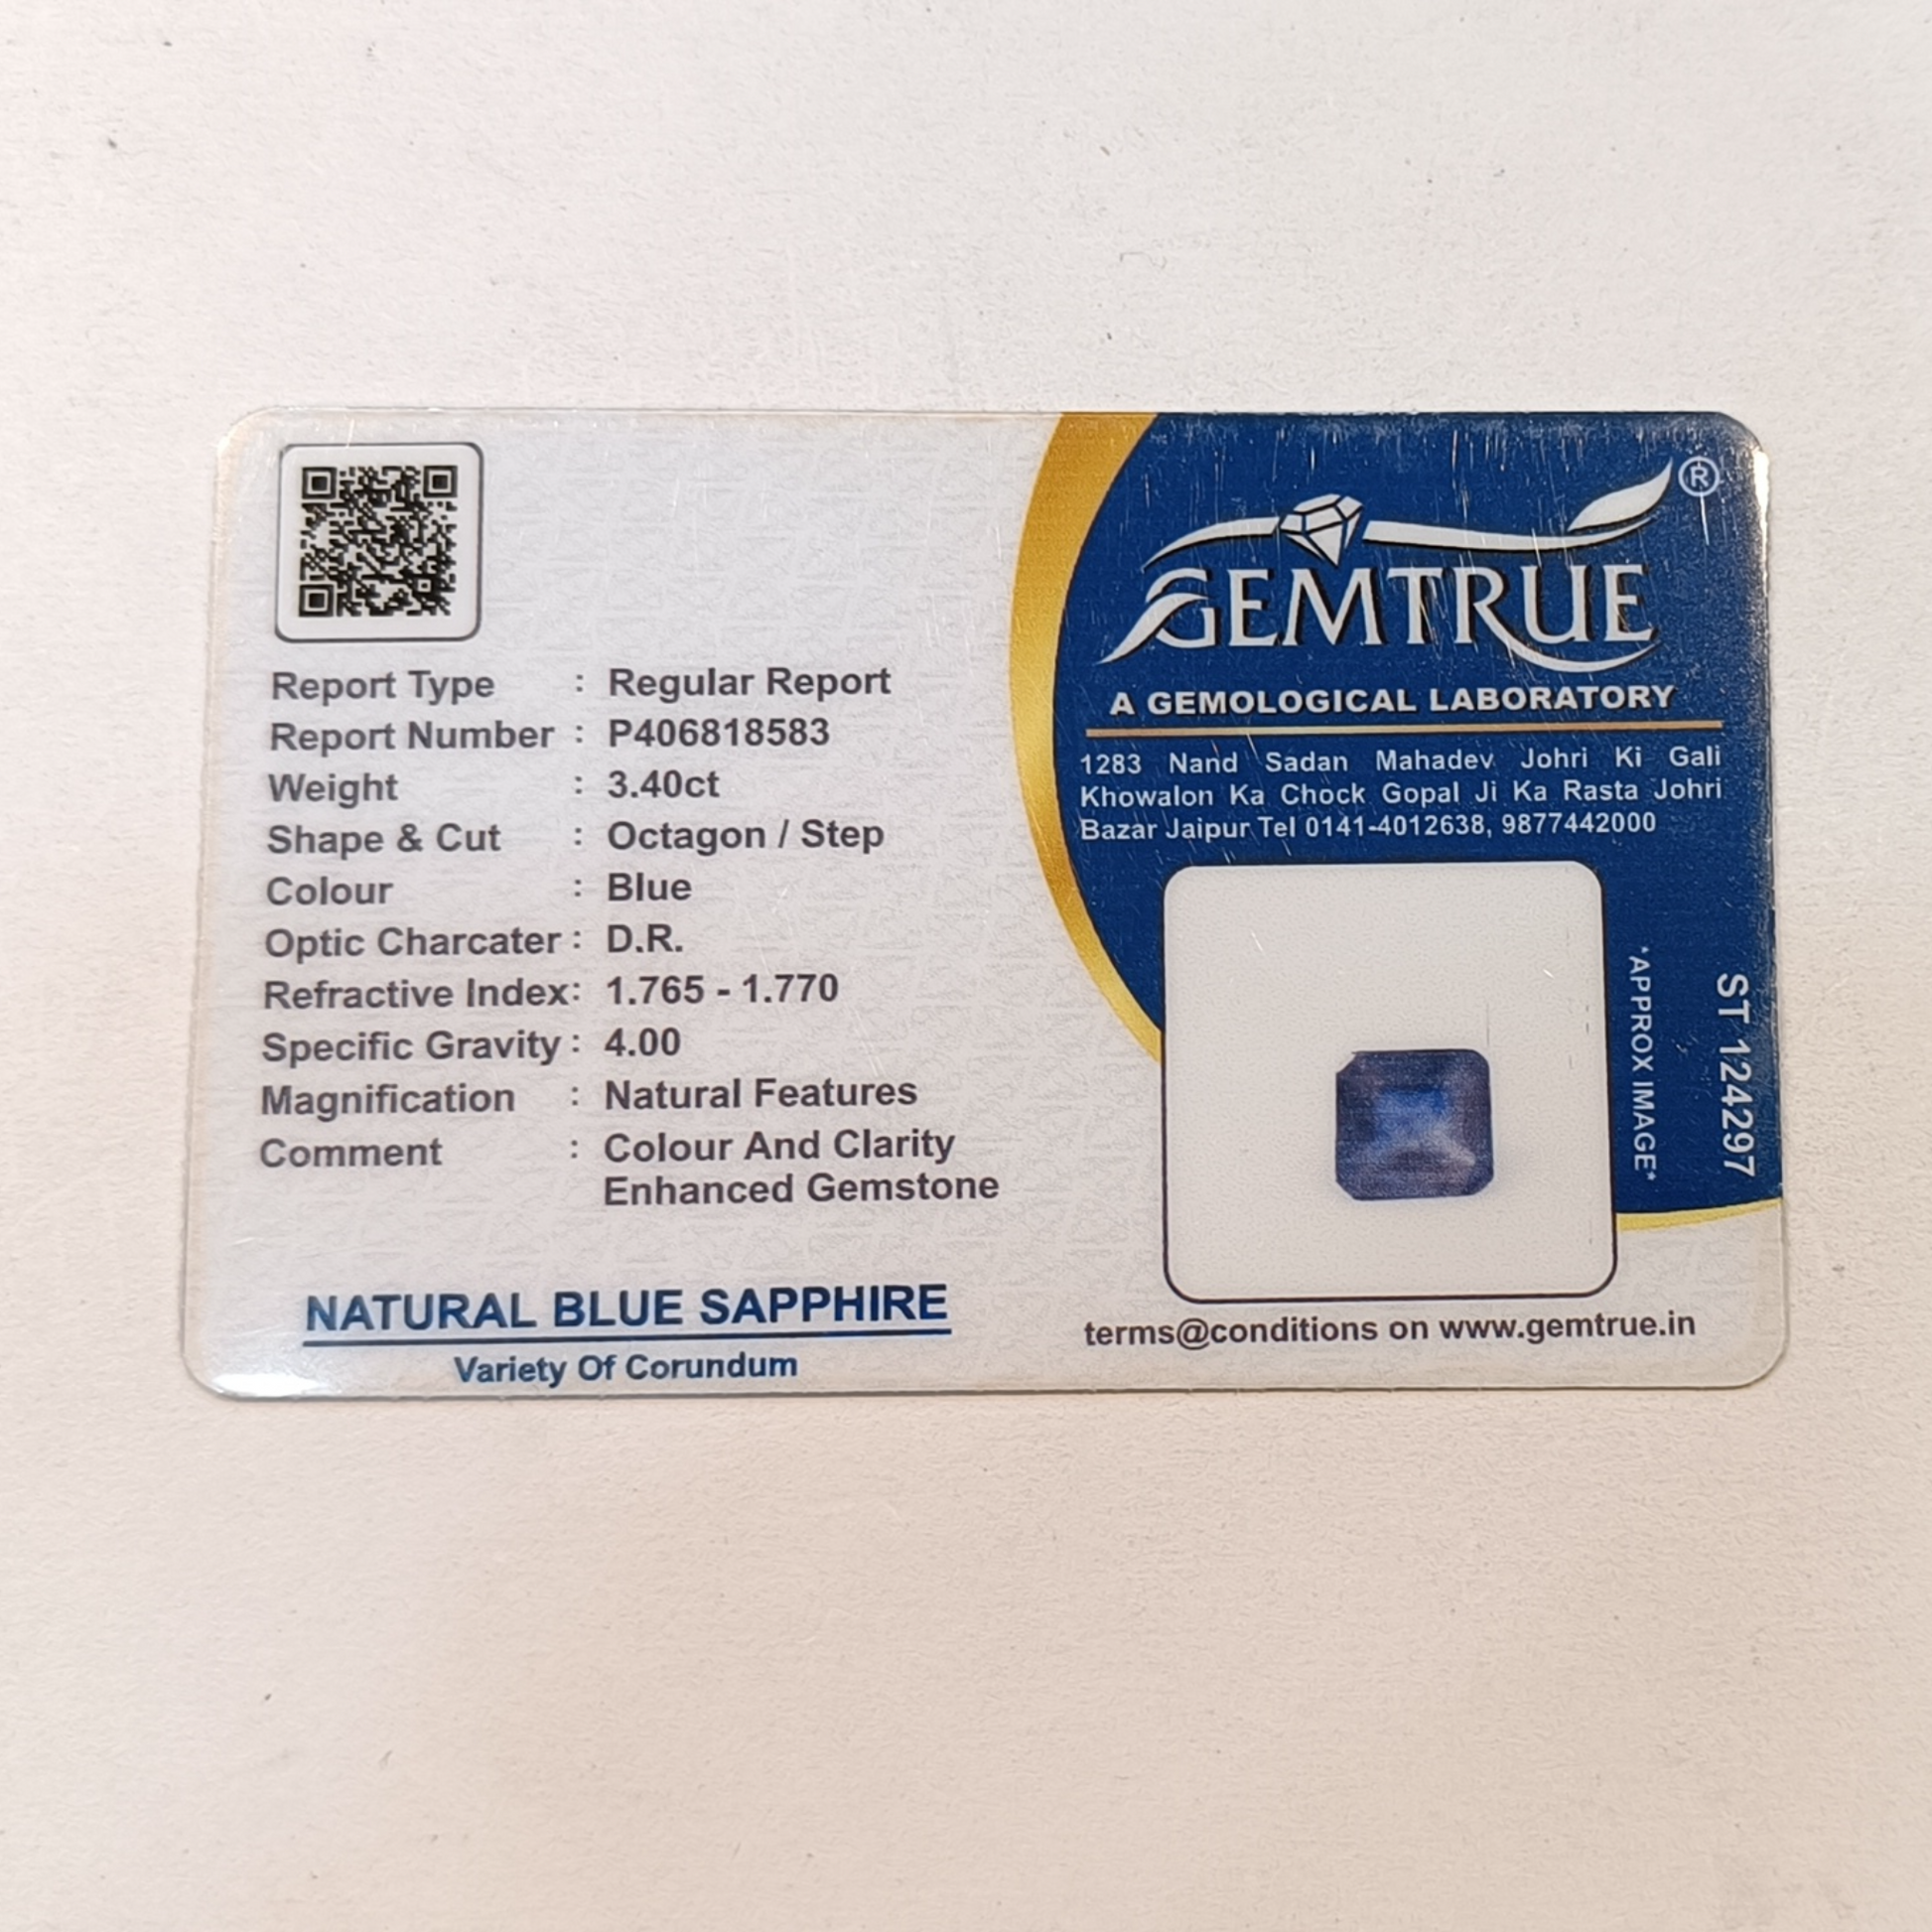 Report Type : Regular Report
Report Number : P406818583
Weight : 3.40ct
Shape & Cut : Octagon / Step
Colour : Blue
Optic Charcater : D.R.
Refractive Index: 1.765 - 1.770
Specific Gravity : 4.00
Magnification : Natural Features
Comment : Colour And Clarity
Enhanced Gemstone
NATURAL BLUE SAPPHIRE
Variety Of Corundum
GEMTRUE ®
A GEMOLOGICAL LABORATORY
1283 Nand Sadan Mahadev Johri Ki Gali
Khowalon Ka Chock Gopal Ji Ka Rasta Johri
Bazar Jaipur Tel 0141-4012638, 9877442000
*APPROX IMAGE*
ST 124297
terms@conditions on www.gemtrue.in